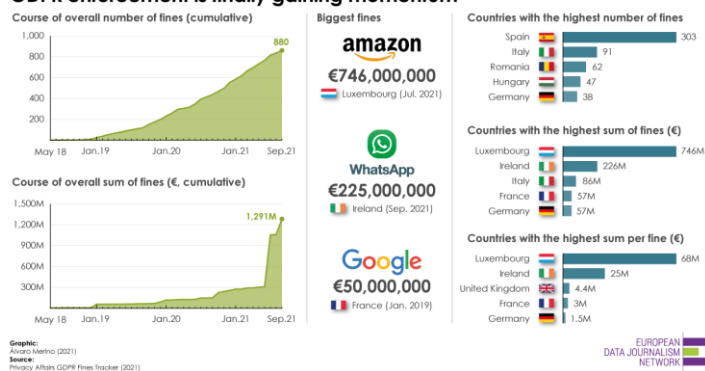 GDPR enforcement is finally gaining momentum
Course of overall number of fines (cumulative)
1,000
800
600
400
200
880
May 18 Jan.19 Jan.20 Jan.21 Sep.21
Course of overall sum of fines (€, cumulative)
1,500M
1,200M
900M
600M
300M
1,291M
May 18 Jan.19 Jan.20 Jan.21 Sep.21
Biggest fines
amazon
€746,000,000
Luxembourg (Jul. 2021)
WhatsApp
€225,000,000
Ireland (Sep. 2021)
Google
€50,000,000
France (Jan. 2019)
Countries with the highest number of fines
Spain 303
Italy 91
Romania 62
Hungary 47
Germany 38
Countries with the highest sum of fines (€)
Luxembourg 746M
Ireland 226M
Italy 86M
France 57M
Germany 57M
Countries with the highest sum per fine (€)
Luxembourg 68M
Ireland 25M
United Kingdom 4.4M
France 3M
Germany 1.5M
Graphic:
Álvaro Merino (2021)
Source:
Privacy Affairs GDPR Fines Tracker (2021)
EUROPEAN
DATA JOURNALISM
NETWORK